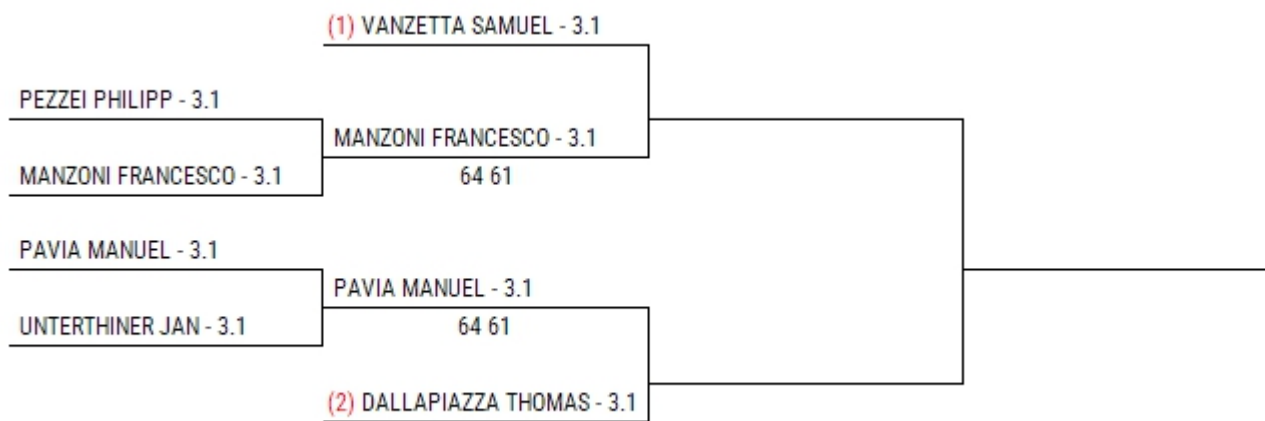 (1) VANZETTA SAMUEL - 3.1
PEZZEI PHILIPP - 3.1
MANZONI FRANCESCO - 3.1
MANZONI FRANCESCO - 3.1
64 61
PAVIA MANUEL - 3.1
PAVIA MANUEL - 3.1
UNTERTHINER JAN - 3.1
64 61
(2) DALLAPIAZZA THOMAS - 3.1